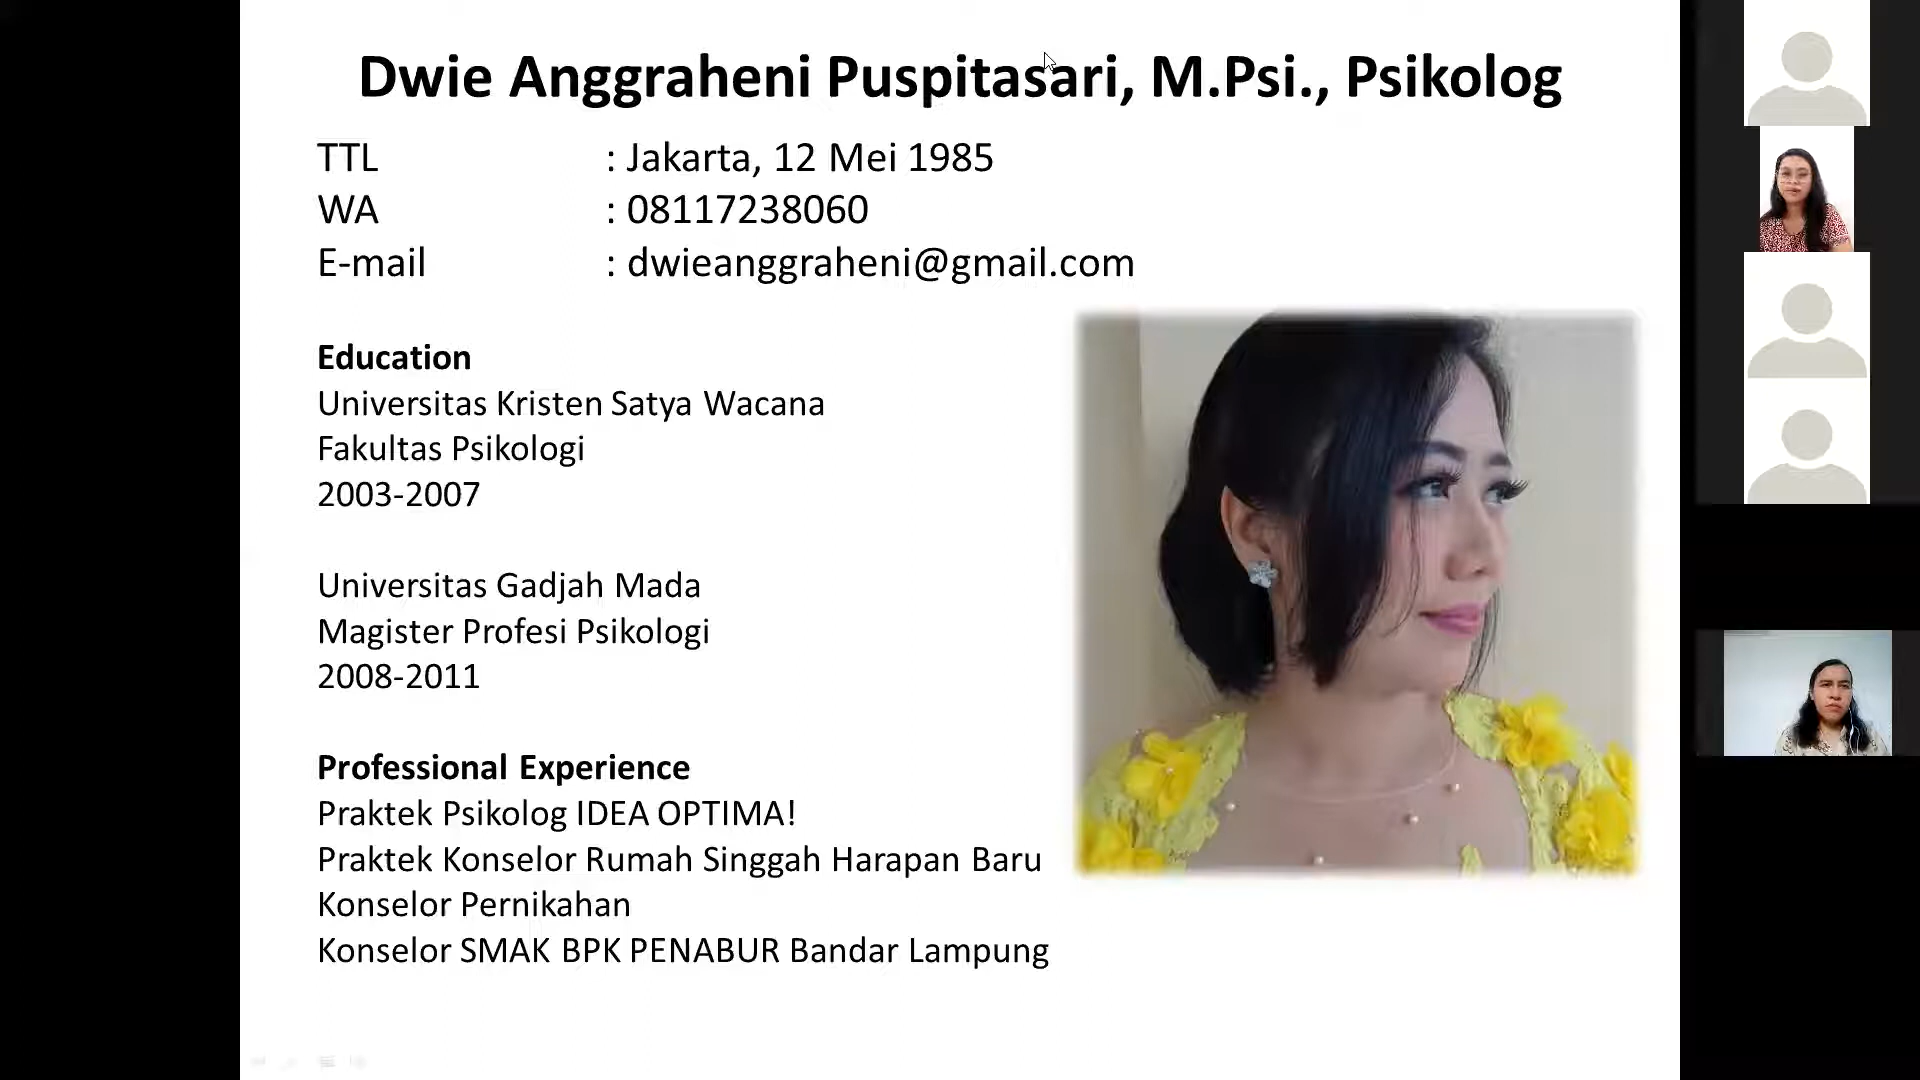 Dwie Anggraheni Puspitasari, M.Psi., Psikolog
TTL : Jakarta, 12 Mei 1985
WA : 08117238060
E-mail : dwieanggraheni@gmail.com
Education
Universitas Kristen Satya Wacana
Fakultas Psikologi
2003-2007
Universitas Gadjah Mada
Magister Profesi Psikologi
2008-2011
Professional Experience
Praktek Psikolog IDEA OPTIMA!
Praktek Konselor Rumah Singgah Harapan Baru
Konselor Pernikahan
Konselor SMAK BPK PENABUR Bandar Lampung